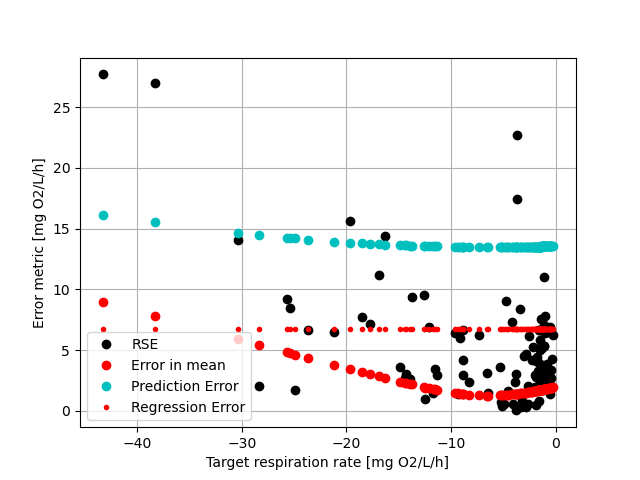 Error metric [mg O2/L/h]
25
20
15
10
5
0
RSE
Error in mean
Prediction Error
Regression Error
−40
−30
−20
−10
0
Target respiration rate [mg O2/L/h]